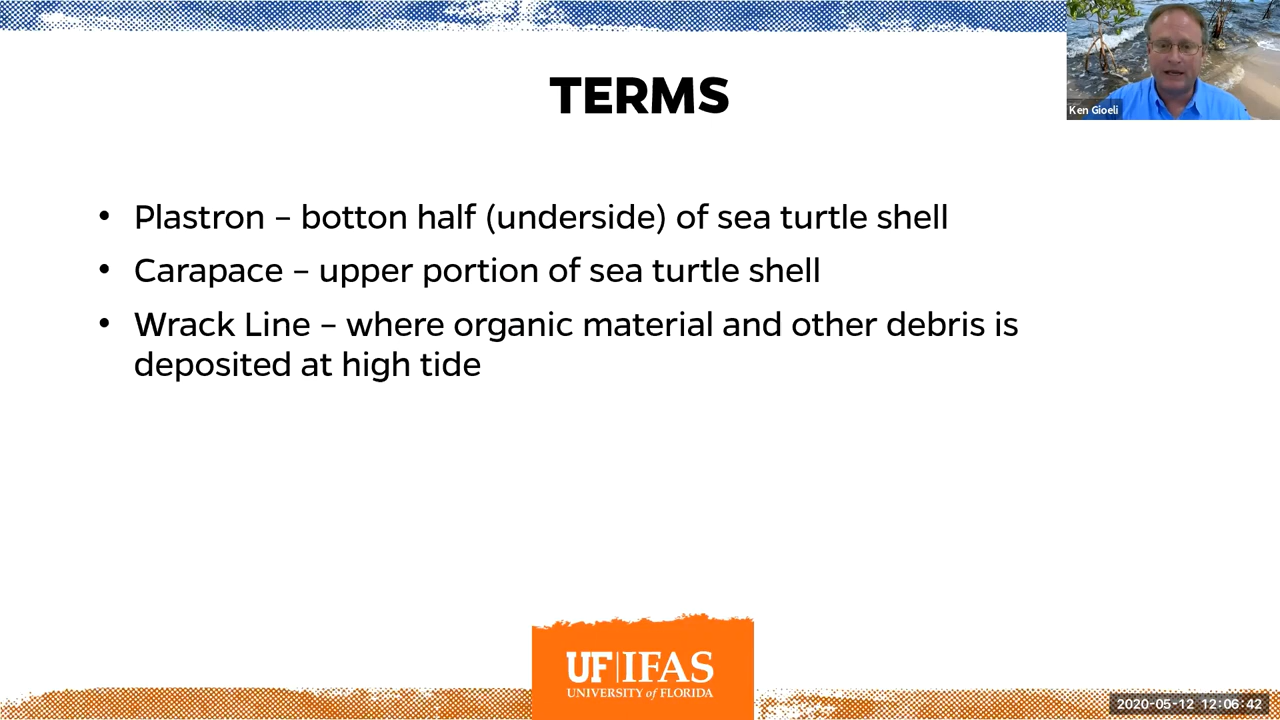 TERMS
Ken Gioeli
• Plastron – botton half (underside) of sea turtle shell
• Carapace – upper portion of sea turtle shell
• Wrack Line – where organic material and other debris is
deposited at high tide
UF|IFAS
UNIVERSITY of FLORIDA
2020-05-12 12:06:42